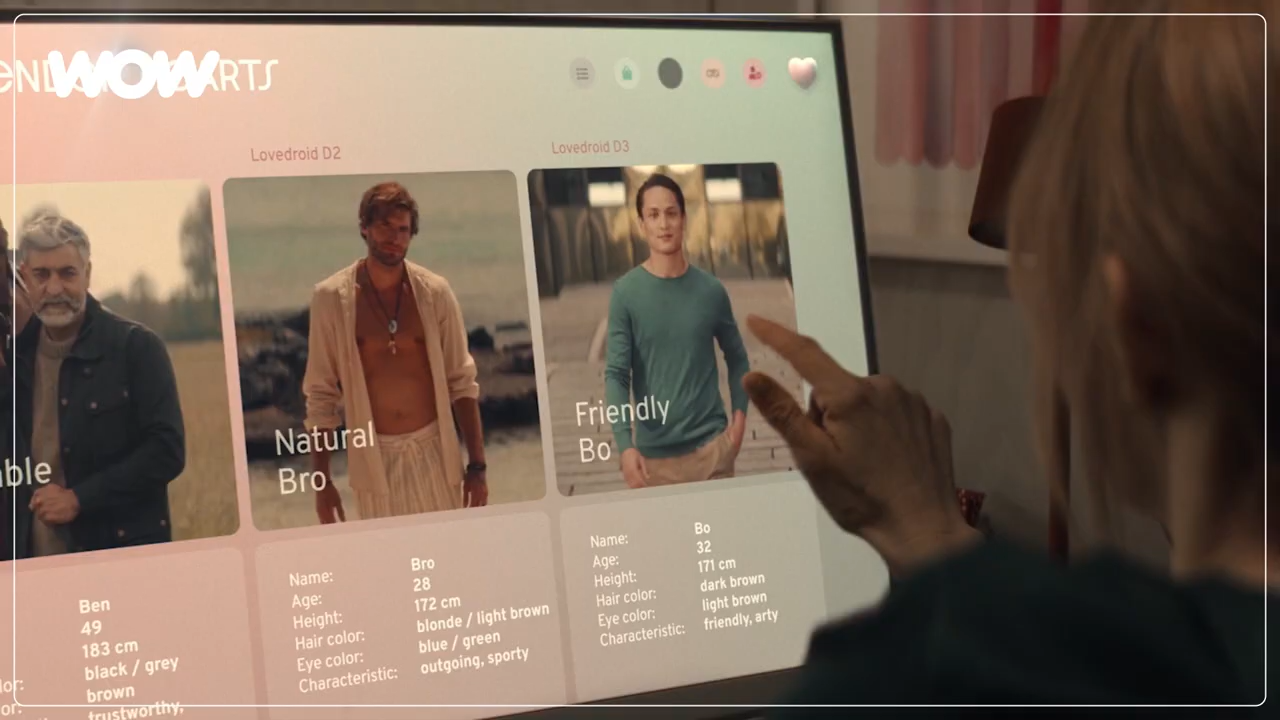 WOW
ARTS
Lovedroid D2
Lovedroid D3
Natural
Bro
Friendly
Bo
Ben
49
183 cm
black / grey
brown
trustworthy,
Name: Bro
Age: 28
Height: 172 cm
Hair color: blonde / light brown
Eye color: blue / green
Characteristic: outgoing, sporty
Name: Bo
Age: 32
Height: 171 cm
Hair color: dark brown
Eye color: light brown
Characteristic: friendly, arty